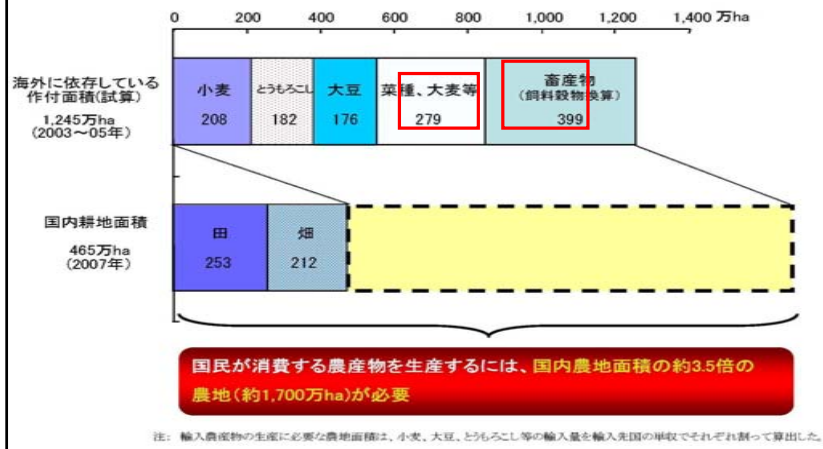 0 200 400 600 800 1,000 1,200 1,400 万ha
海外に依存している
作付面積(試算)
1,245万ha
(2003～05年)
小麦
208
とうもろこし
182
大豆
176
菜種、大麦等
279
畜産物
(飼料穀物換算)
399
国内耕地面積
465万ha
(2007年)
田
253
畑
212
国民が消費する農産物を生産するには、国内農地面積の約3.5倍の
農地(約1,700万ha)が必要
注: 輸入農産物の生産に必要な農地面積は、小麦、大豆、とうもろこし等の輸入量を輸入先国の単収でそれぞれ割って算出した。